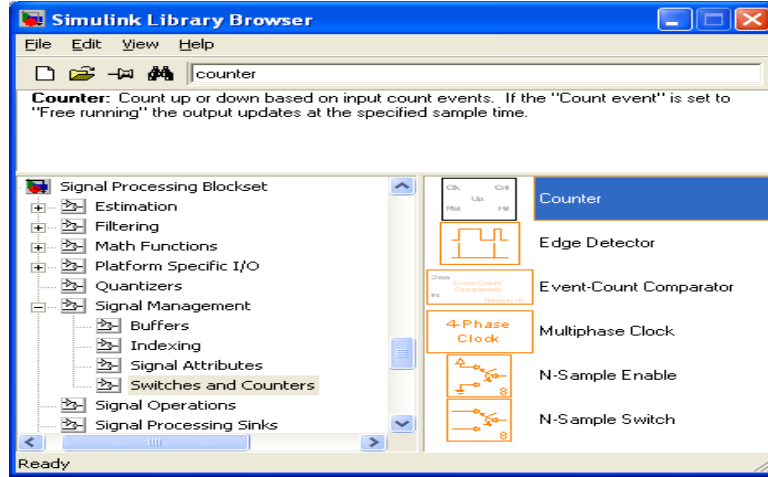 Simulink Library Browser
File Edit View Help
counter
Counter: Count up or down based on input count events. If the "Count event" is set to
"Free running" the output updates at the specified sample time.
Signal Processing Blockset
Estimation
Filtering
Math Functions
Platform Specific I/O
Quantizers
Signal Management
Buffers
Indexing
Signal Attributes
Switches and Counters
Signal Operations
Signal Processing Sinks
Clk Cnt
Up
Rst Hit
Counter
Edge Detector
Event-Count
Comparator
Event-Count Comparator
4-Phase
Clock
Multiphase Clock
8
N-Sample Enable
8
N-Sample Switch
Ready